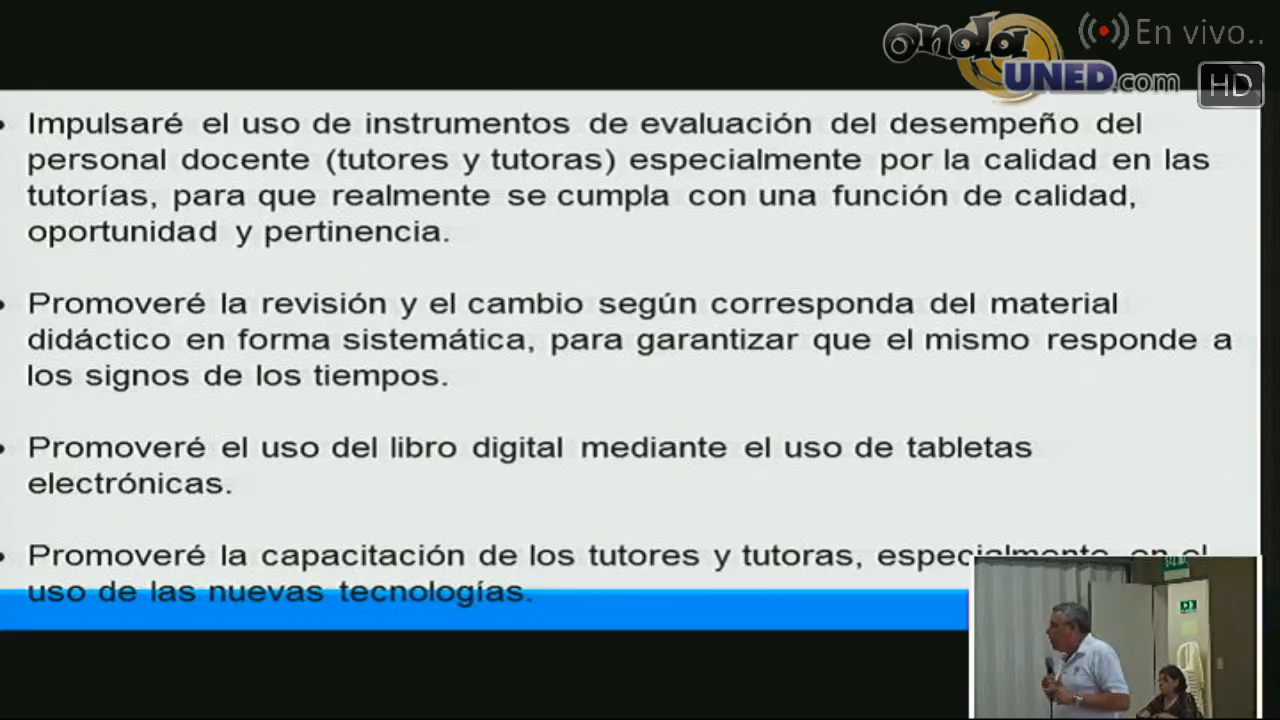 onda
UNED.com
En vivo..
HD
• Impulsaré el uso de instrumentos de evaluación del desempeño del
personal docente (tutores y tutoras) especialmente por la calidad en las
tutorías, para que realmente se cumpla con una función de calidad,
oportunidad y pertinencia.
• Promoveré la revisión y el cambio según corresponda del material
didáctico en forma sistemática, para garantizar que el mismo responde a
los signos de los tiempos.
• Promoveré el uso del libro digital mediante el uso de tabletas
electrónicas.
• Promoveré la capacitación de los tutores y tutoras, especialmente en el
uso de las nuevas tecnologías.
SALIDA